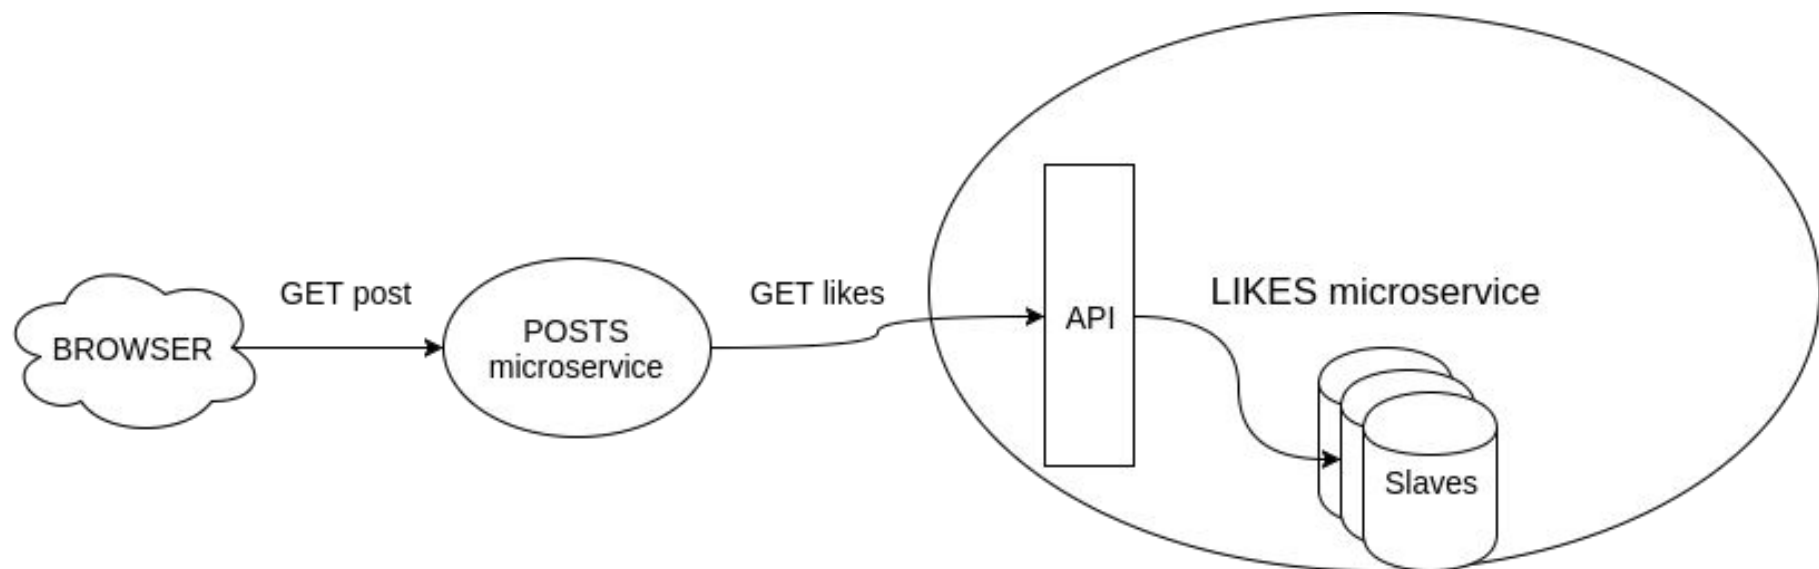 GET post
GET likes
LIKES microservice
BROWSER
POSTS
microservice
API
Slaves